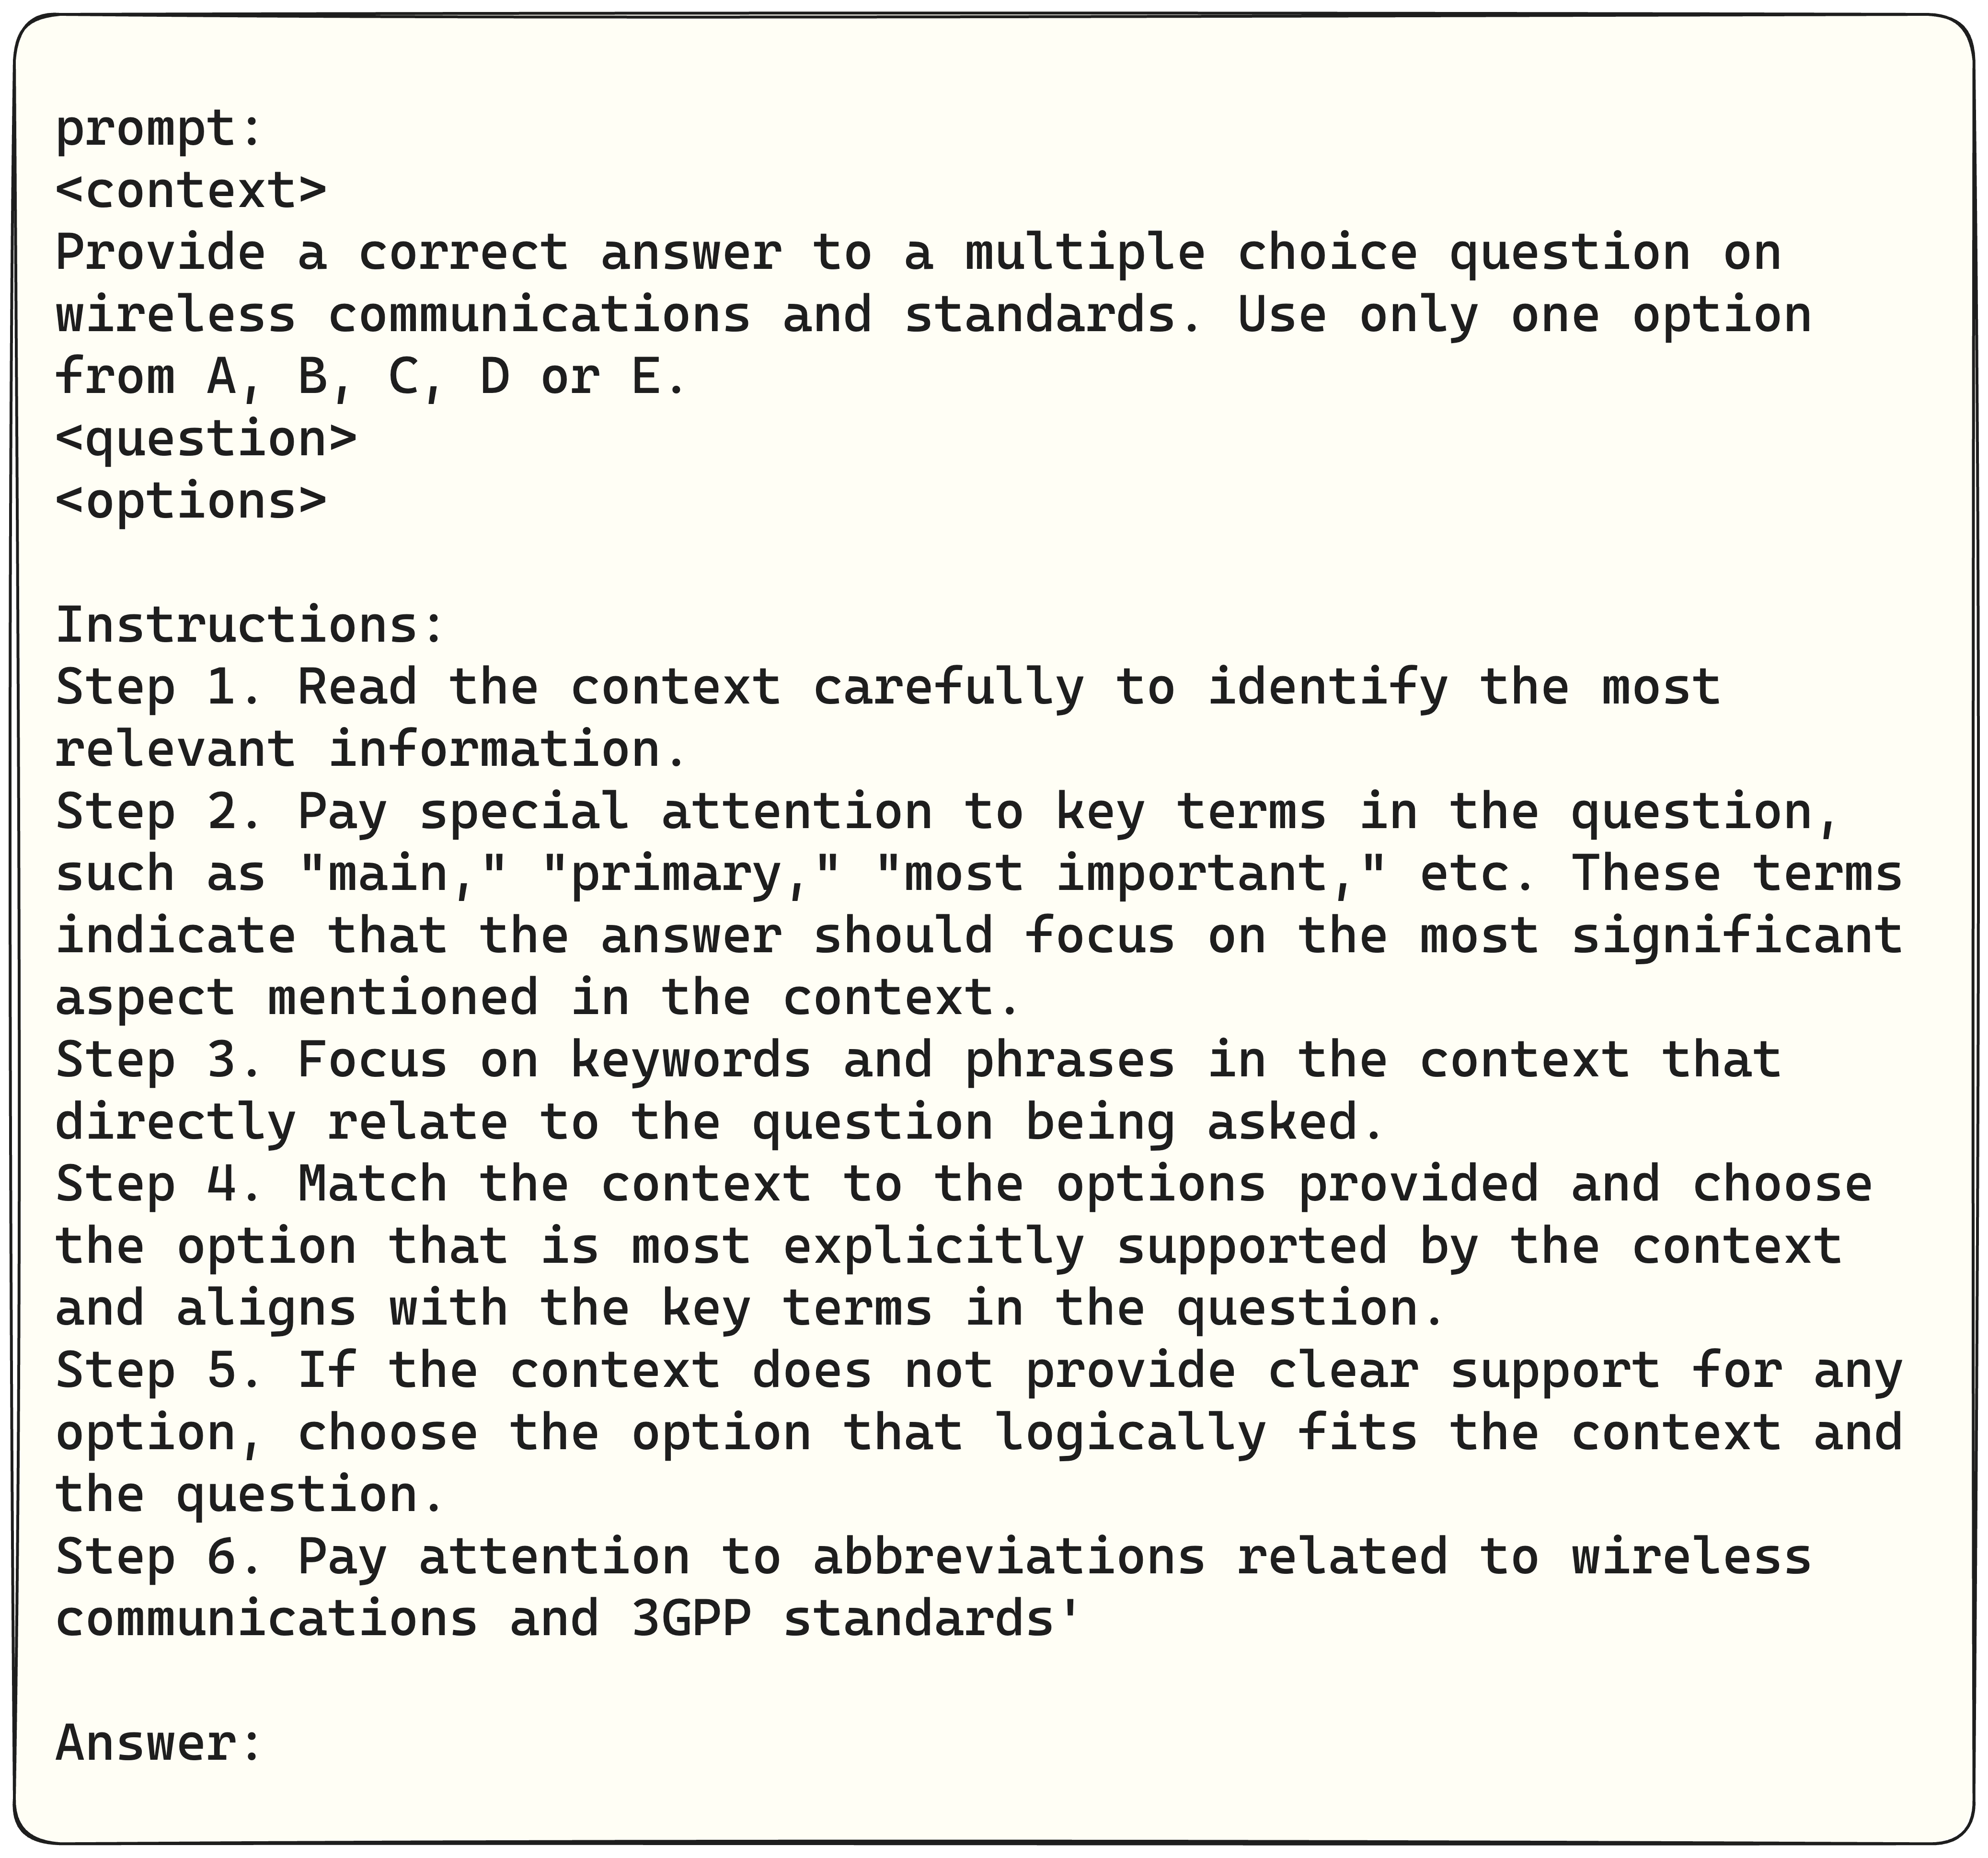 prompt:
<context>
Provide a correct answer to a multiple choice question on
wireless communications and standards. Use only one option
from A, B, C, D or E.
<question>
<options>
Instructions:
Step 1. Read the context carefully to identify the most
relevant information.
Step 2. Pay special attention to key terms in the question,
such as "main," "primary," "most important," etc. These terms
indicate that the answer should focus on the most significant
aspect mentioned in the context.
Step 3. Focus on keywords and phrases in the context that
directly relate to the question being asked.
Step 4. Match the context to the options provided and choose
the option that is most explicitly supported by the context
and aligns with the key terms in the question.
Step 5. If the context does not provide clear support for any
option, choose the option that logically fits the context and
the question.
Step 6. Pay attention to abbreviations related to wireless
communications and 3GPP standards'
Answer: